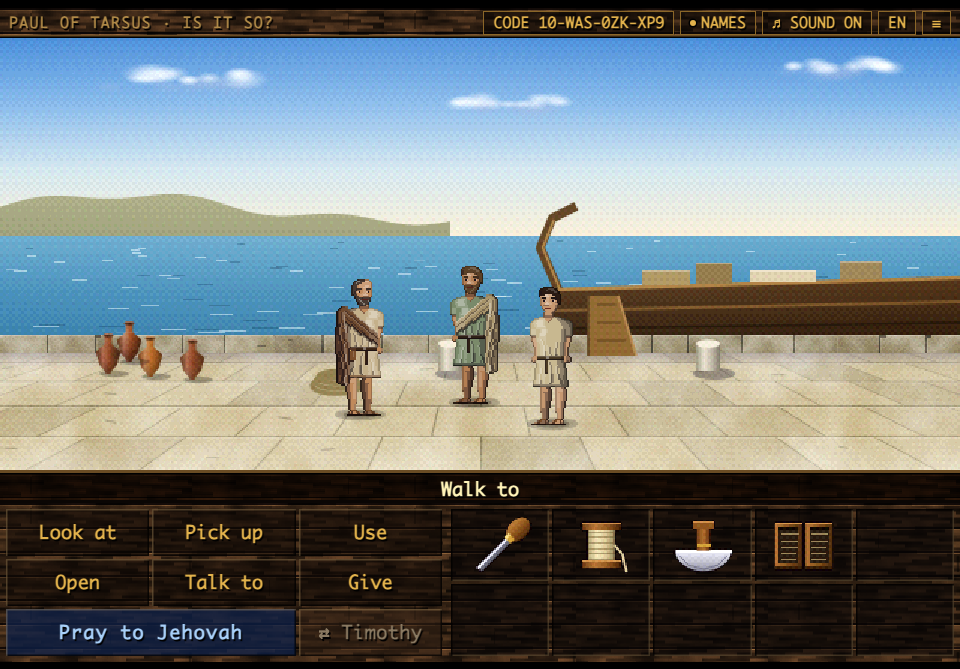 PAUL OF TARSUS · IS IT SO?
CODE 10-WAS-0ZK-XP9
• NAMES
♬ SOUND ON
EN
≡
Walk to
Look at
Pick up
Use
Open
Talk to
Give
Pray to Jehovah
⇄ Timothy